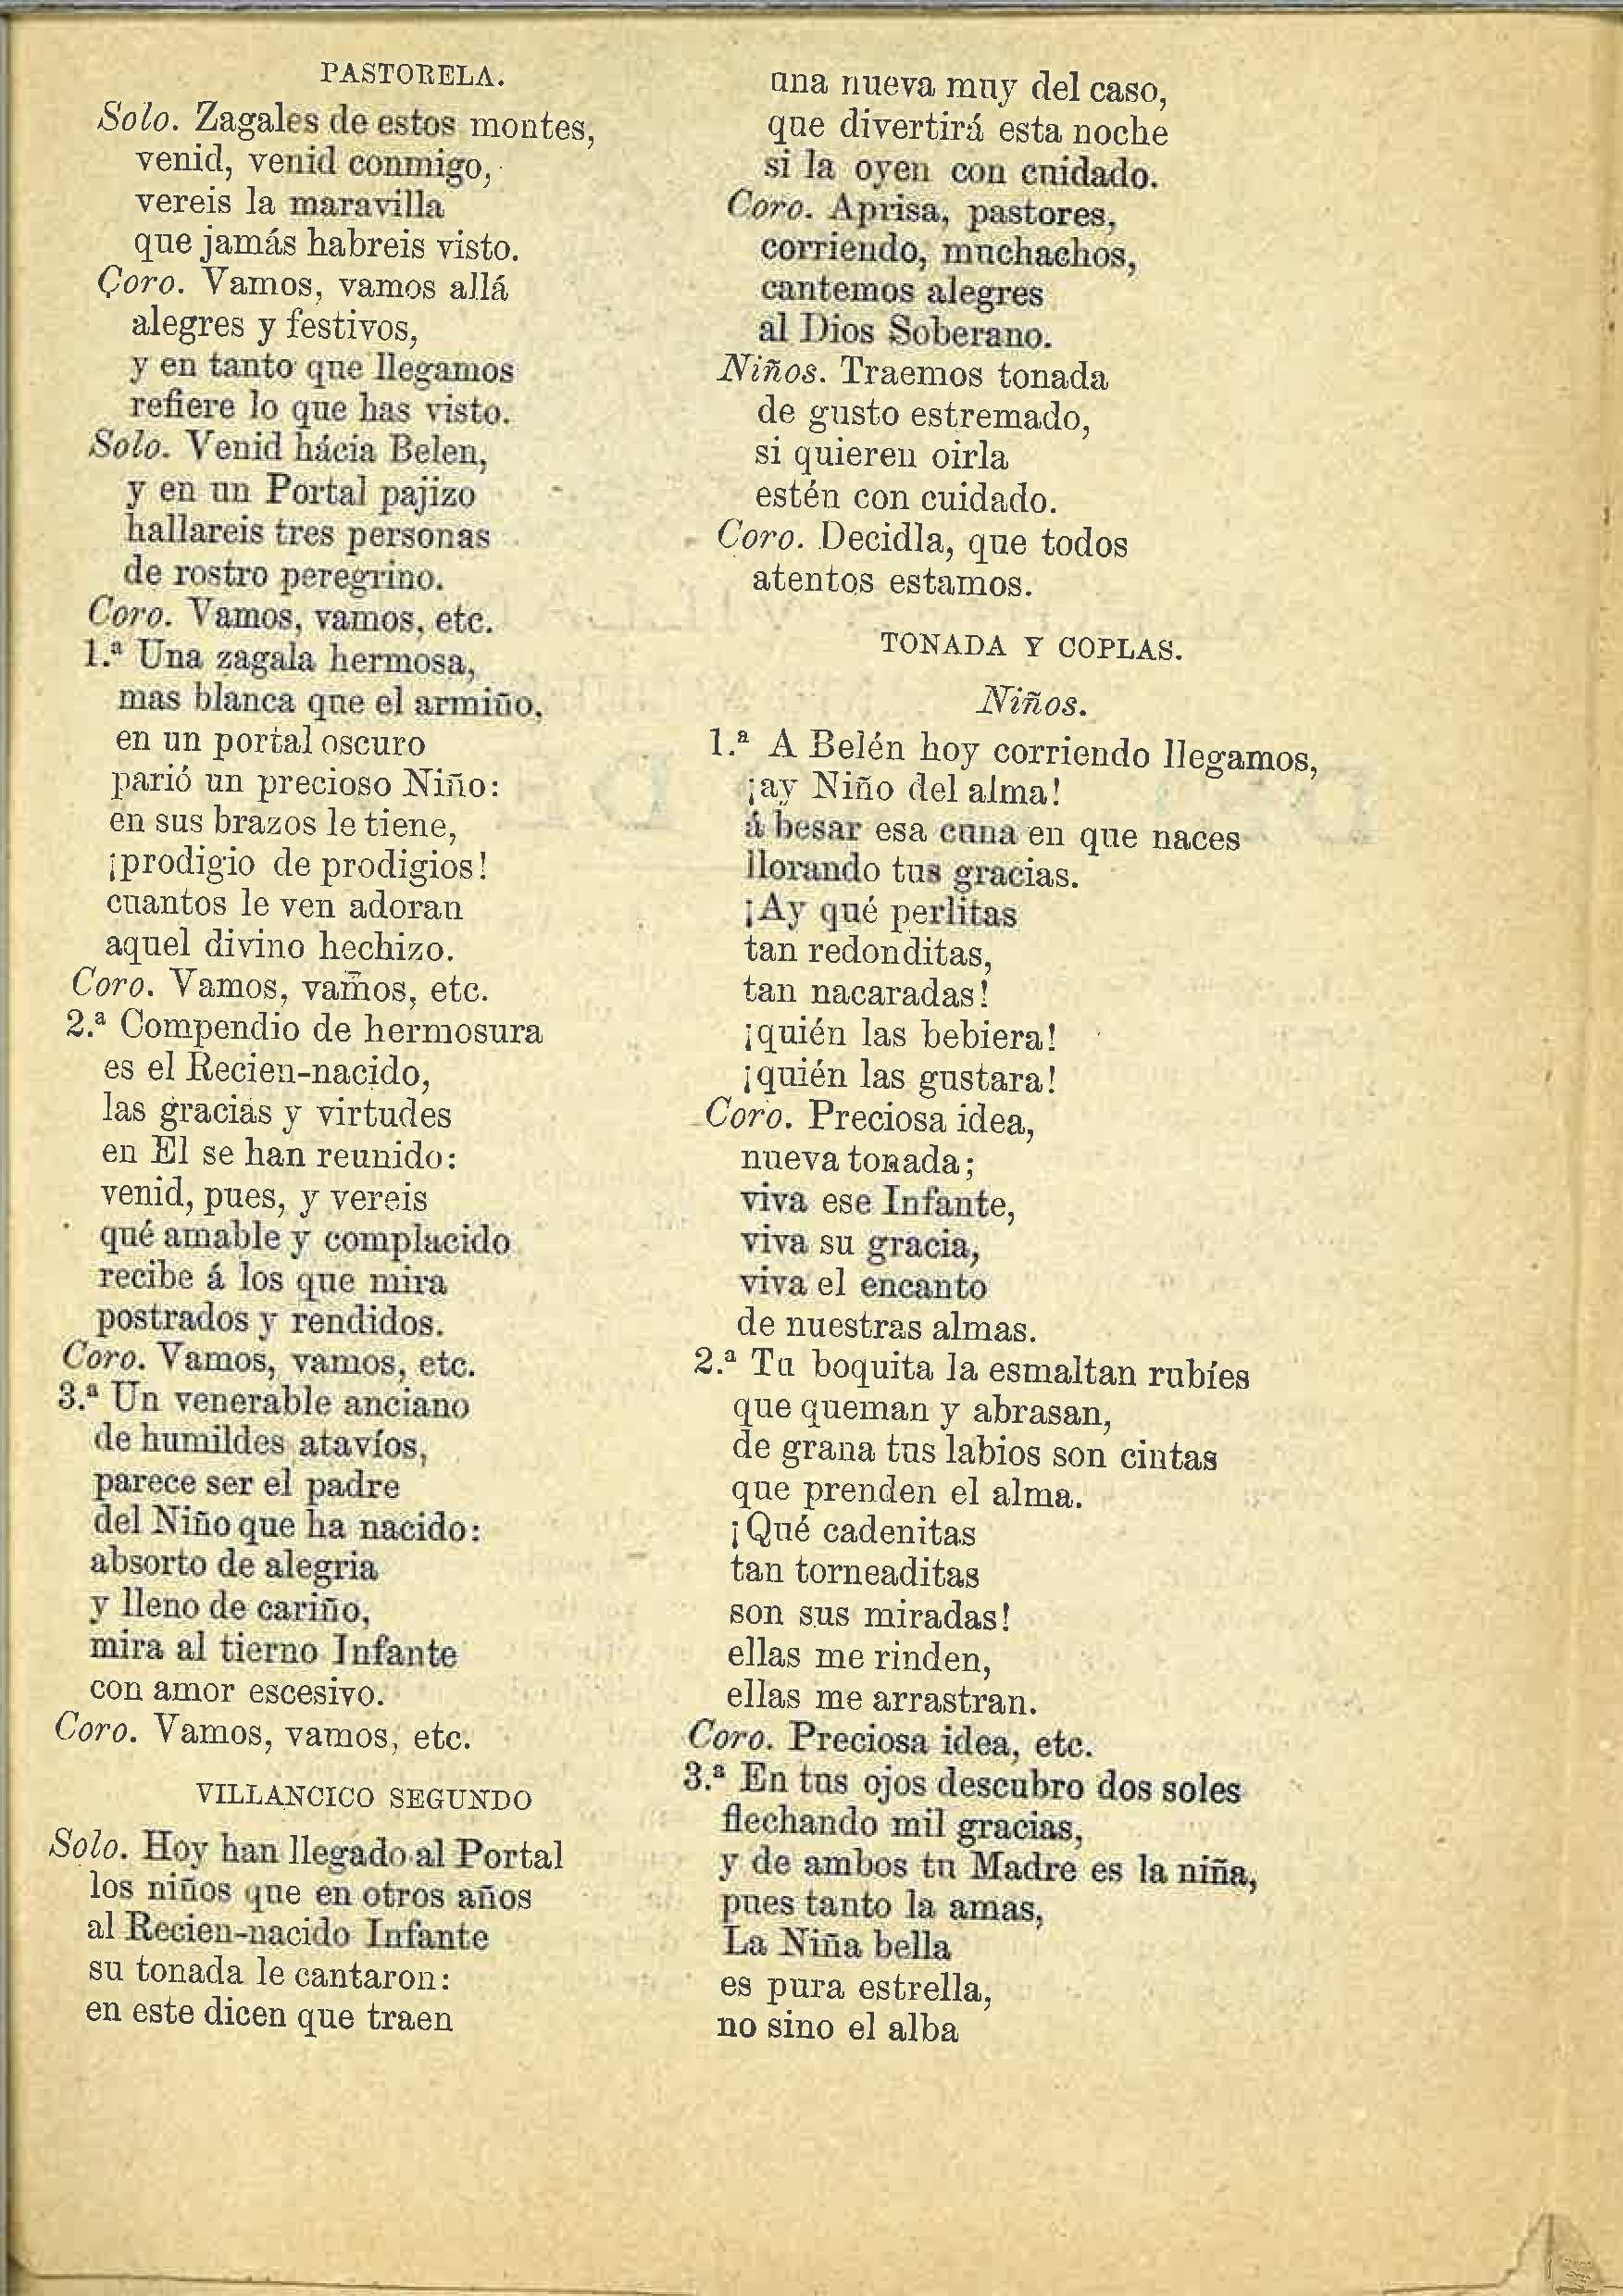 PASTORELA.
Solo. Zagales de estos montes,
venid, venid conmigo,
vereis la maravilla
que jamás habreis visto.
Coro. Vamos, vamos allá
alegres y festivos,
y en tanto que llegamos
refiere lo que has visto.
Solo. Venid hácia Belen,
y en un Portal pajizo
hallareis tres personas
de rostro peregrino.
Coro. Vamos, vamos, etc.
1.ª Una zagala hermosa,
mas blanca que el armiño,
en un portal oscuro
parió un precioso Niño:
en sus brazos le tiene,
¡prodigio de prodigios!
cuantos le ven adoran
aquel divino hechizo.
Coro. Vamos, vamos, etc.
2.ª Compendio de hermosura
es el Recien-nacido,
las gracias y virtudes
en El se han reunido:
venid, pues, y vereis
qué amable y complacido
recibe á los que mira
postrados y rendidos.
Coro. Vamos, vamos, etc.
3.ª Un venerable anciano
de humildes atavíos,
parece ser el padre
del Niño que ha nacido:
absorto de alegria
y lleno de cariño,
mira al tierno Infante
con amor escesivo.
Coro. Vamos, vamos, etc.
VILLANCICO SEGUNDO
Solo. Hoy han llegado al Portal
los niños que en otros años
al Recien-nacido Infante
su tonada le cantaron:
en este dicen que traen
una nueva muy del caso,
que divertirá esta noche
si la oyen con cuidado.
Coro. Aprisa, pastores,
corriendo, muchachos,
cantemos alegres
al Dios Soberano.
Niños. Traemos tonada
de gusto estremado,
si quieren oirla
estén con cuidado.
Coro. Decidla, que todos
atentos estamos.
TONADA Y COPLAS.
Niños.
1.ª A Belén hoy corriendo llegamos,
¡ay Niño del alma!
á besar esa cuna en que naces
llorando tus gracias.
¡Ay qué perlitas
tan redonditas,
tan nacaradas!
¡quién las bebiera!
¡quién las gustara!
Coro. Preciosa idea,
nueva tonada;
viva ese Infante,
viva su gracia,
viva el encanto
de nuestras almas.
2.ª Tu boquita la esmaltan rubíes
que queman y abrasan,
de grana tus labios son cintas
que prenden el alma.
¡Qué cadenitas
tan torneaditas
son sus miradas!
ellas me rinden,
ellas me arrastran.
Coro. Preciosa idea, etc.
3.ª En tus ojos descubro dos soles
flechando mil gracias,
y de ambos tu Madre es la niña,
pues tanto la amas,
La Niña bella
es pura estrella,
no sino el alba